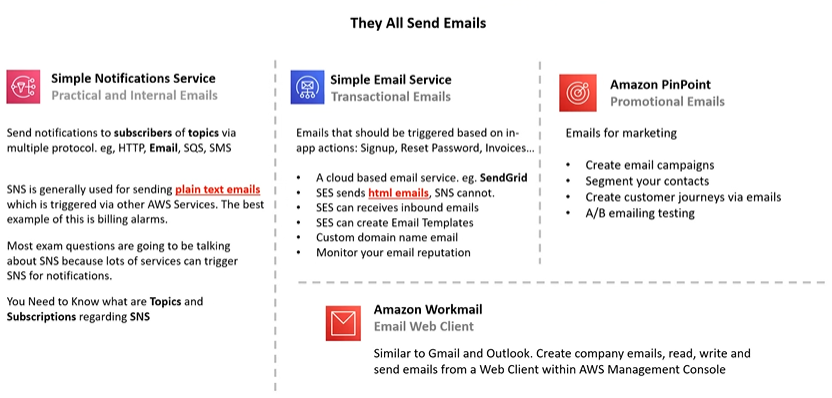 They All Send Emails
Simple Notifications Service
Practical and Internal Emails
Send notifications to subscribers of topics via
multiple protocol. eg, HTTP, Email, SQS, SMS
SNS is generally used for sending plain text emails
which is triggered via other AWS Services. The best
example of this is billing alarms.
Most exam questions are going to be talking
about SNS because lots of services can trigger
SNS for notifications.
You Need to Know what are Topics and
Subscriptions regarding SNS
Simple Email Service
Transactional Emails
Emails that should be triggered based on in-
app actions: Signup, Reset Password, Invoices...
• A cloud based email service. eg. SendGrid
• SES sends html emails, SNS cannot.
• SES can receives inbound emails
• SES can create Email Templates
• Custom domain name email
• Monitor your email reputation
Amazon PinPoint
Promotional Emails
Emails for marketing
• Create email campaigns
• Segment your contacts
• Create customer journeys via emails
• A/B emailing testing
Amazon Workmail
Email Web Client
Similar to Gmail and Outlook. Create company emails, read, write and
send emails from a Web Client within AWS Management Console